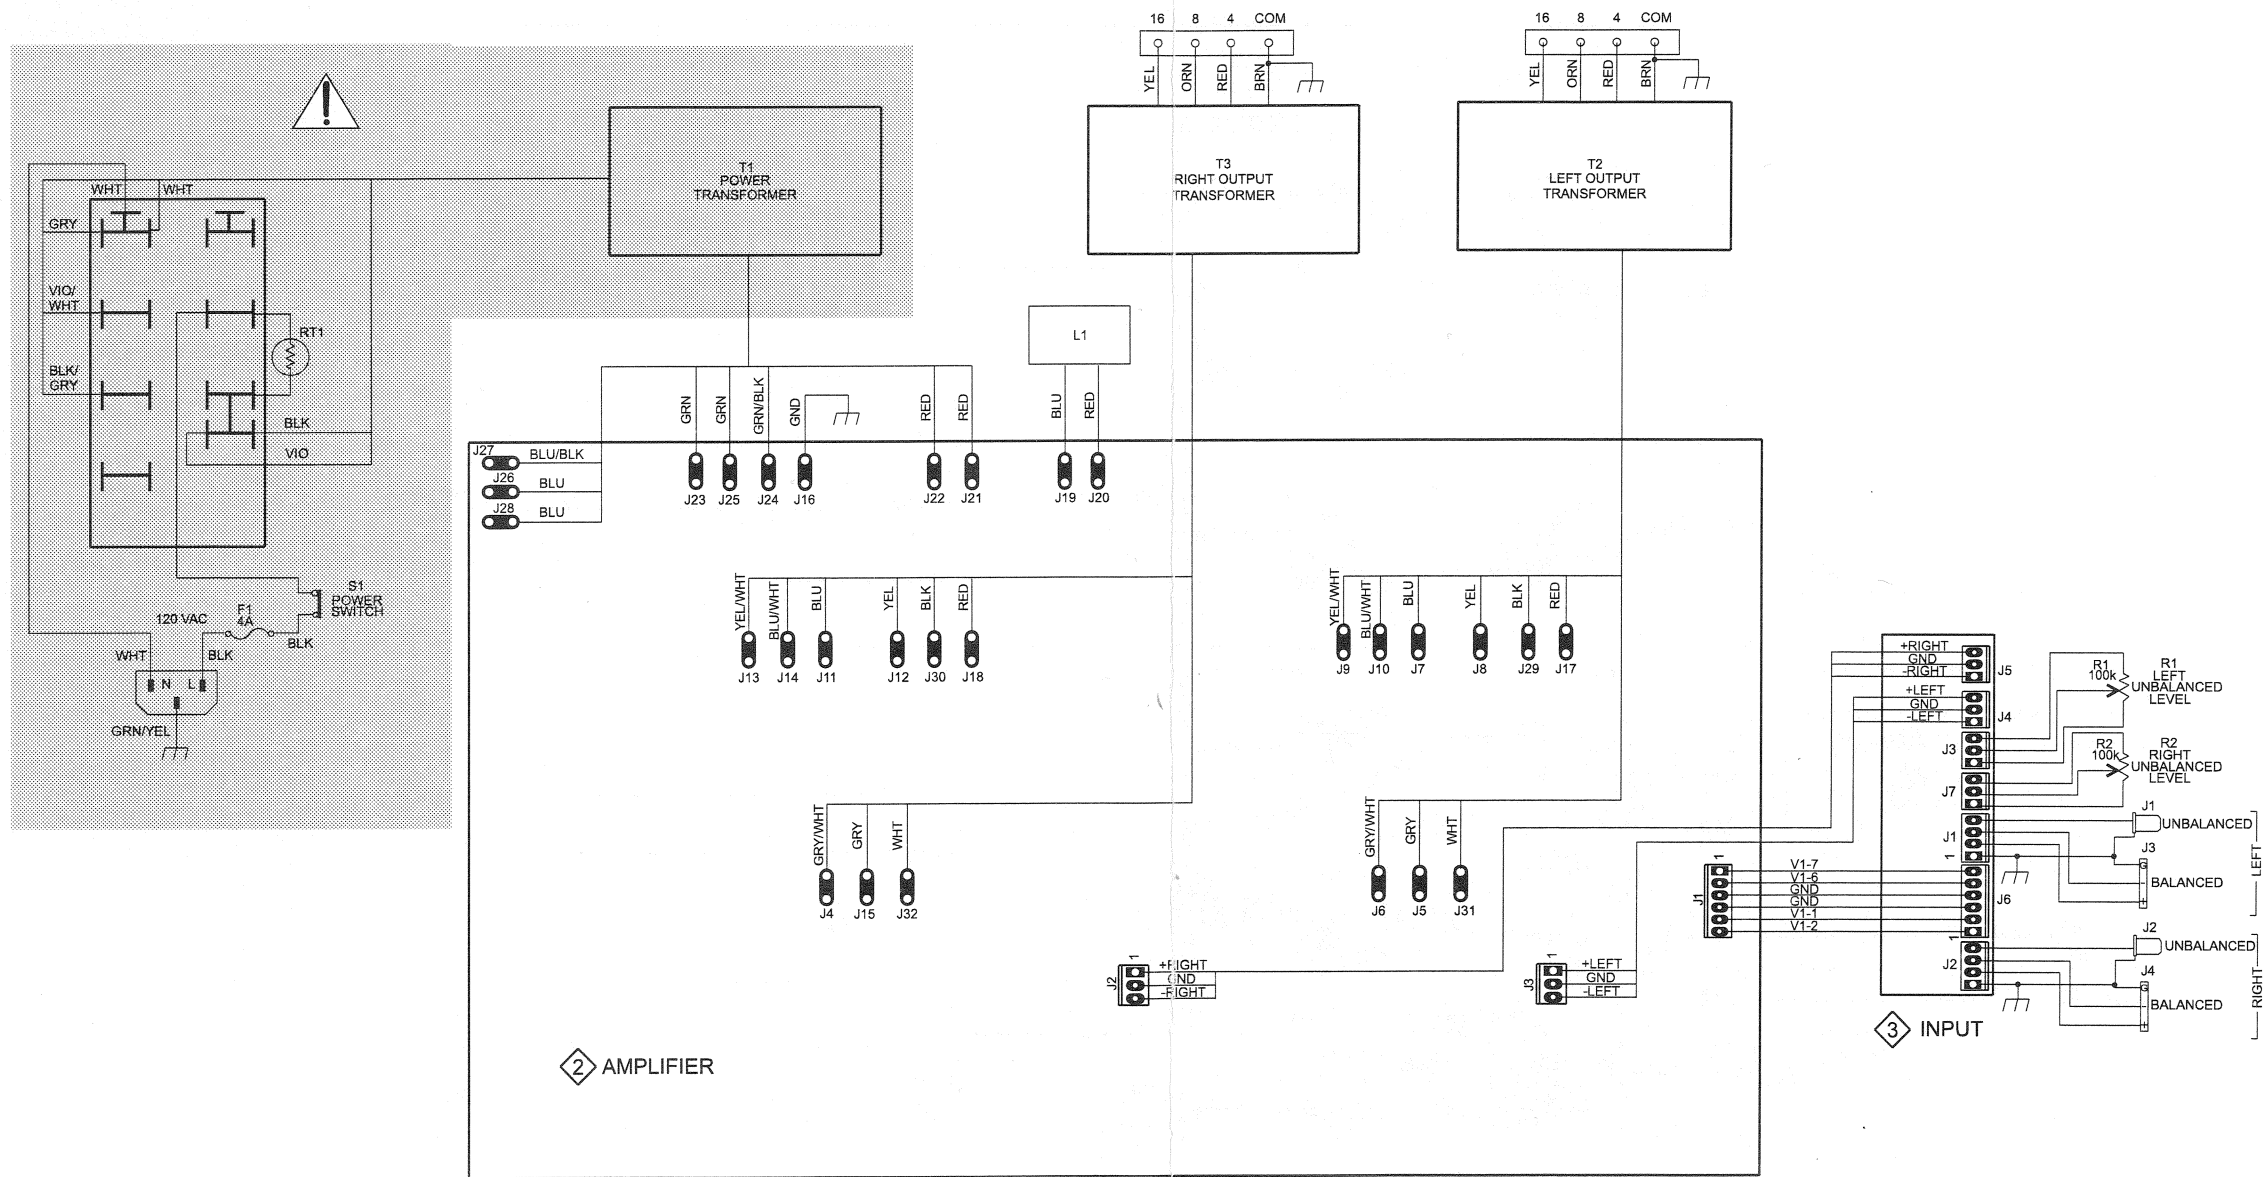 16 8 4 COM
YEL ORN RED BRN
16 8 4 COM
YEL ORN RED BRN
T1
POWER
TRANSFORMER
T3
RIGHT OUTPUT
TRANSFORMER
T2
LEFT OUTPUT
TRANSFORMER
WHT WHT
GRY
VIO/
WHT
BLK/
GRY
RT1
BLK
VIO
S1
POWER
SWITCH
120 VAC
F1
4A
BLK
WHT
BLK
N L
GRN/YEL
L1
BLU RED
GRN GRN GRN/BLK GND RED RED
J27 BLU/BLK
J26 BLU
J28 BLU
J23 J25 J24 J16 J22 J21 J19 J20
YEL/WHT BLU/WHT BLU YEL BLK RED
J13 J14 J11 J12 J30 J18
YEL/WHT BLU/WHT BLU YEL BLK RED
J9 J10 J7 J8 J29 J17
GRY/WHT GRY WHT
J4 J15 J32
GRY/WHT GRY WHT
J6 J5 J31
J2
1
+RIGHT
GND
-RIGHT
J3
1
+LEFT
GND
-LEFT
J1
1
V1-7
V1-6
GND
GND
V1-1
V1-2
+RIGHT
GND
-RIGHT
J5
+LEFT
GND
-LEFT
J4
J3
J7
J1
1
J6
1
J2
R1
100k
R1
LEFT
UNBALANCED
LEVEL
R2
100k
R2
RIGHT
UNBALANCED
LEVEL
J1
UNBALANCED
J3
G
-
+
BALANCED
LEFT
J2
UNBALANCED
J4
G
-
+
BALANCED
RIGHT
2 AMPLIFIER
3 INPUT